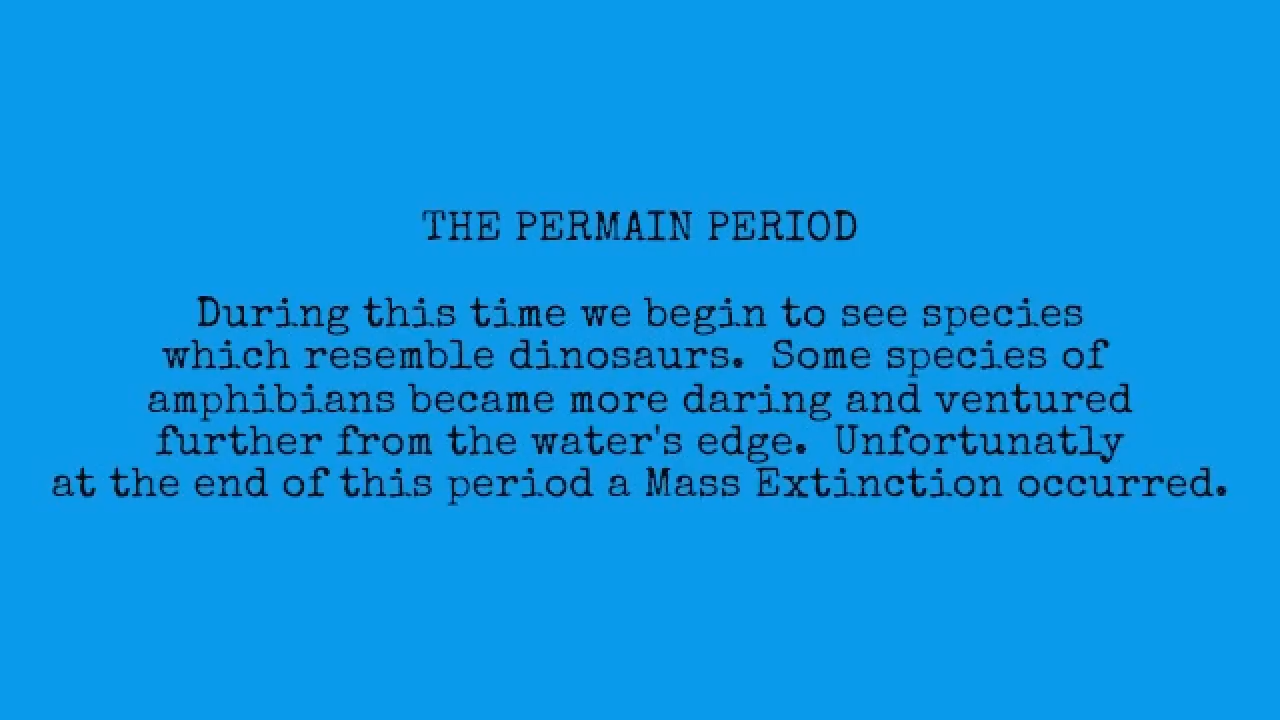 THE PERMAIN PERIOD
During this time we begin to see species
which resemble dinosaurs. Some species of
amphibians became more daring and ventured
further from the water's edge. Unfortunatly
at the end of this period a Mass Extinction occurred.